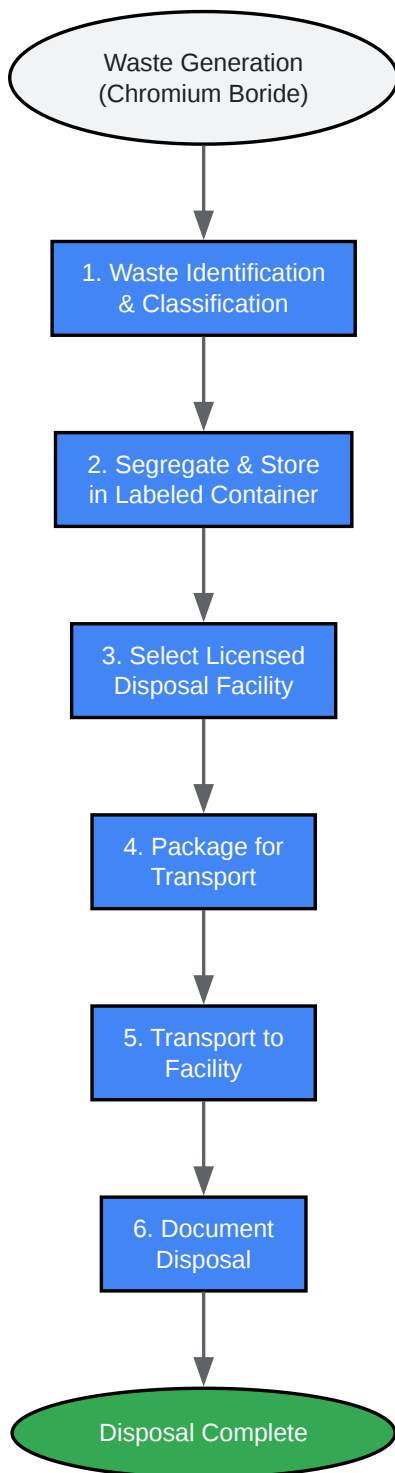 Waste Generation
(Chromium Boride)
1. Waste Identification
& Classification
2. Segregate & Store
in Labeled Container
3. Select Licensed
Disposal Facility
4. Package for
Transport
5. Transport to
Facility
6. Document
Disposal
Disposal Complete